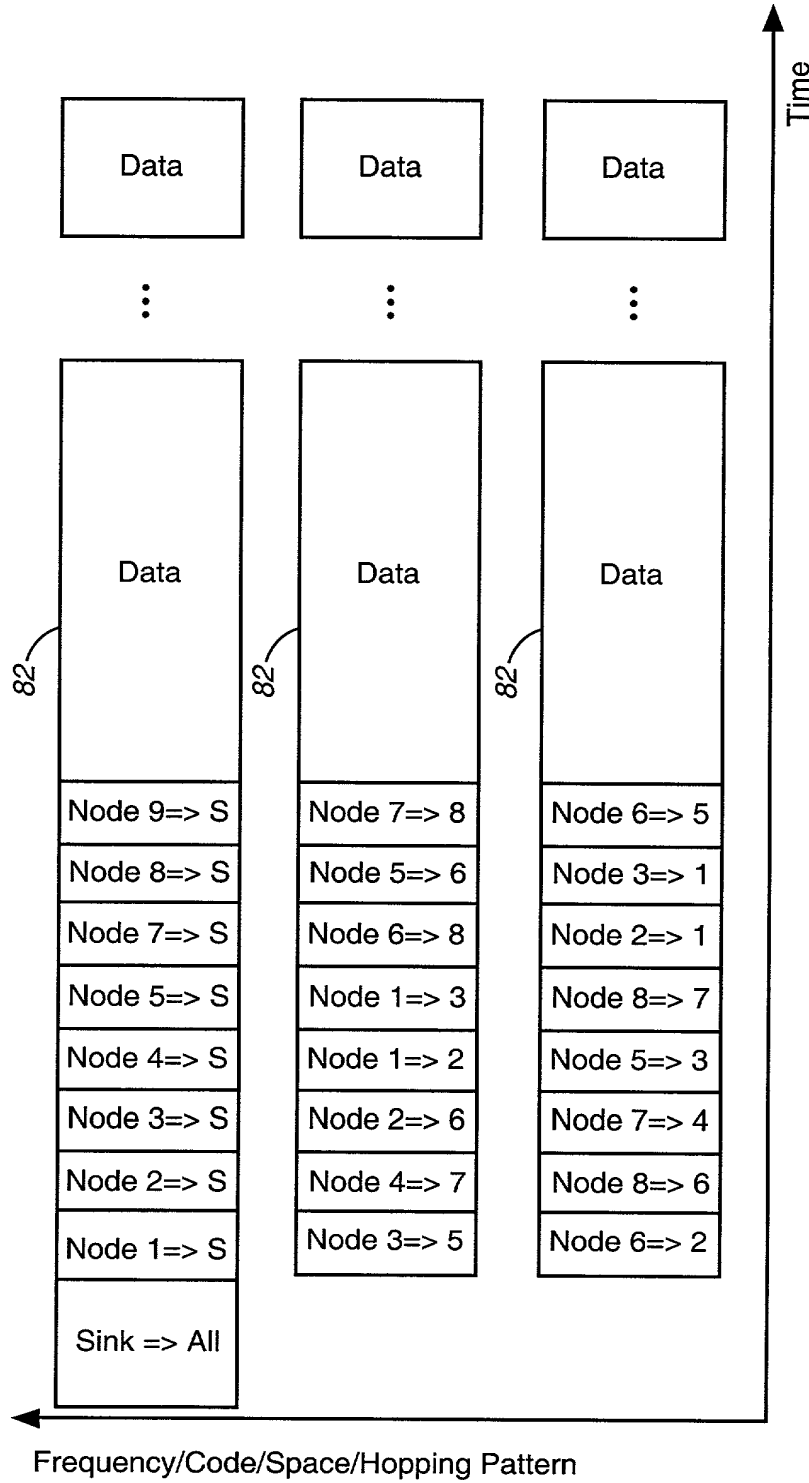 Time
Data
Data
Data
...
...
...
Data
Data
Data
82
82
82
Node 9=> S
Node 7=> 8
Node 6=> 5
Node 8=> S
Node 5=> 6
Node 3=> 1
Node 7=> S
Node 6=> 8
Node 2=> 1
Node 5=> S
Node 1=> 3
Node 8=> 7
Node 4=> S
Node 1=> 2
Node 5=> 3
Node 3=> S
Node 2=> 6
Node 7=> 4
Node 2=> S
Node 4=> 7
Node 8=> 6
Node 1=> S
Node 3=> 5
Node 6=> 2
Sink => All
Frequency/Code/Space/Hopping Pattern